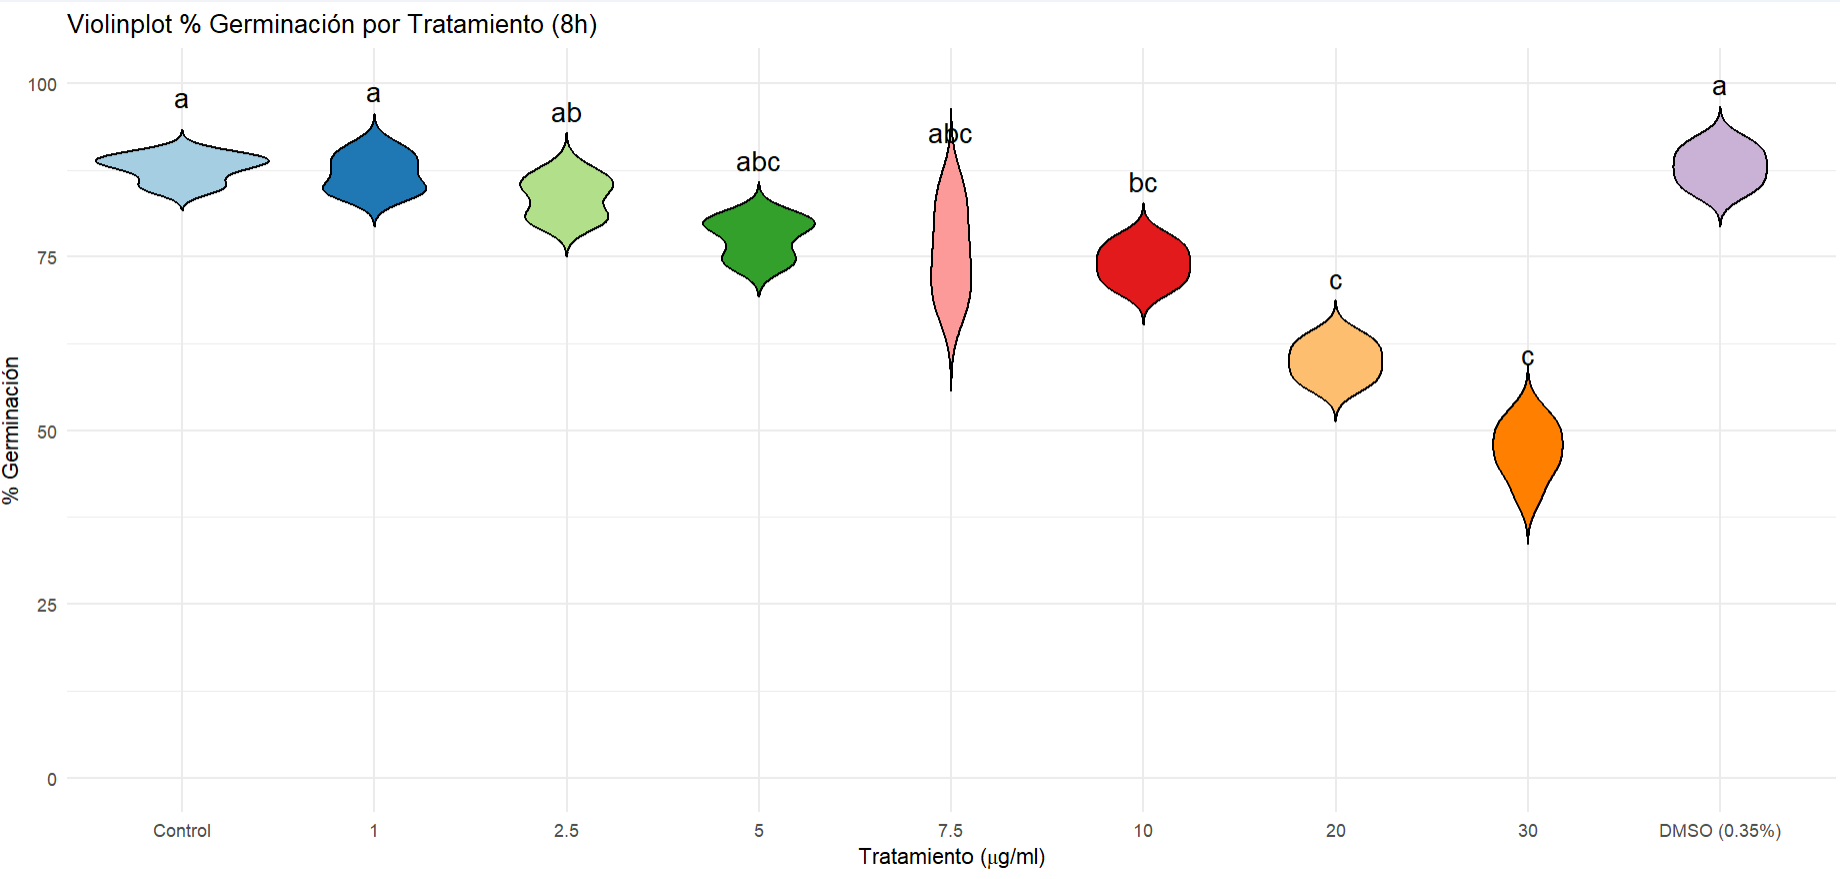 Violinplot % Germinación por Tratamiento (8h)
% Germinación
100
75
50
25
0
a
a
ab
abc
abc
bc
c
c
a
Control
1
2.5
5
7.5
10
20
30
DMSO (0.35%)
Tratamiento (μg/ml)